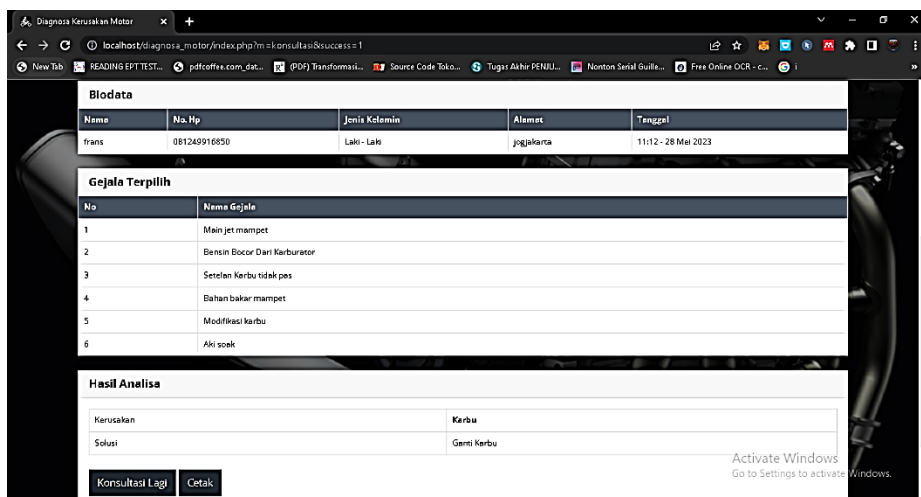 Diagnosa Kerusakan Motor
localhost/diagnosa_motor/index.php?m=konsultasi&success=1
New Tab READING EPT TEST... pdfcoffee.com_dat... (PDF) Transformasi... Source Code Toko... Tugas Akhir PENJU... Nonton Serial Guille... Free Online OCR - c... i »
Biodata
Nama No. Hp Jenis Kelamin Alamat Tanggal
frans 081249916850 Laki - Laki jogjakarta 11:12 - 28 Mei 2023
Gejala Terpilih
No Nama Gejala
1 Main jet mampet
2 Bensin Bocor Dari Karburator
3 Setelan Karbu tidak pas
4 Bahan bakar mampet
5 Modifikasi karbu
6 Aki soak
Hasil Analisa
Kerusakan Karbu
Solusi Ganti Karbu
Konsultasi Lagi Cetak
Activate Windows
Go to Settings to activate Windows.